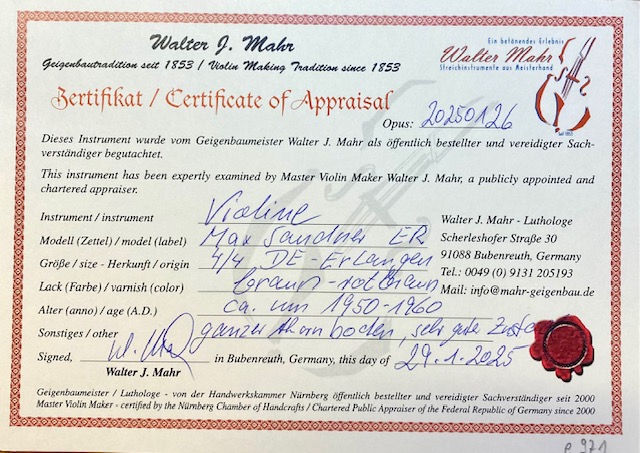 Walter J. Mahr
Geigenbautradition seit 1853 / Violin Making Tradition since 1853
Ein betönendes Erlebnis
Walter Mahr
Streichinstrumente aus Meisterhand
Seit 1853
Zertifikat / Certificate of Appraisal
Opus: 20250126
Dieses Instrument wurde vom Geigenbaumeister Walter J. Mahr als öffentlich bestellter und vereidigter Sach-
verständiger begutachtet.
This instrument has been expertly examined by Master Violin Maker Walter J. Mahr, a publicly appointed and
chartered appraiser.
Instrument / instrument Violine
Modell (Zettel) / model (label) Max Sandner ER
Größe / size - Herkunft / origin 4/4 DE-Erlangen
Lack (Farbe) / varnish (color) braun-rotbraun
Alter (anno) / age (A.D.) ca. um 1950-1960
Sonstiges / other ganzer Ahornboden, sehr guter
Walter J. Mahr - Luthologe
Scherleshofer Straße 30
91088 Bubenreuth, Germany
Tel.: 0049 (0) 9131 205193
Mail: info@mahr-geigenbau.de
Signed, in Bubenreuth, Germany, this day of 29.1.2025
Walter J. Mahr
Geigenbaumeister / Luthologe - von der Handwerkskammer Nürnberg öffentlich bestellter und vereidigter Sachverständiger seit 2000
Master Violin Maker - certified by the Nürnberg Chamber of Handcrafts / Chartered Public Appraiser of the Federal Republic of Germany since 2000